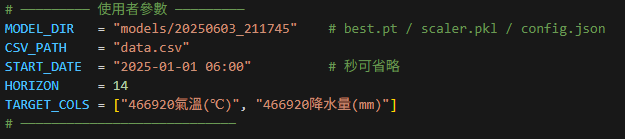 # ————————— 使用者參數 —————————
MODEL_DIR = "models/20250603_211745" # best.pt / scaler.pkl / config.json
CSV_PATH = "data.csv"
START_DATE = "2025-01-01 06:00" # 秒可省略
HORIZON = 14
TARGET_COLS = ["466920氣溫(℃)", "466920降水量(mm)"]
# ———————————————————————————